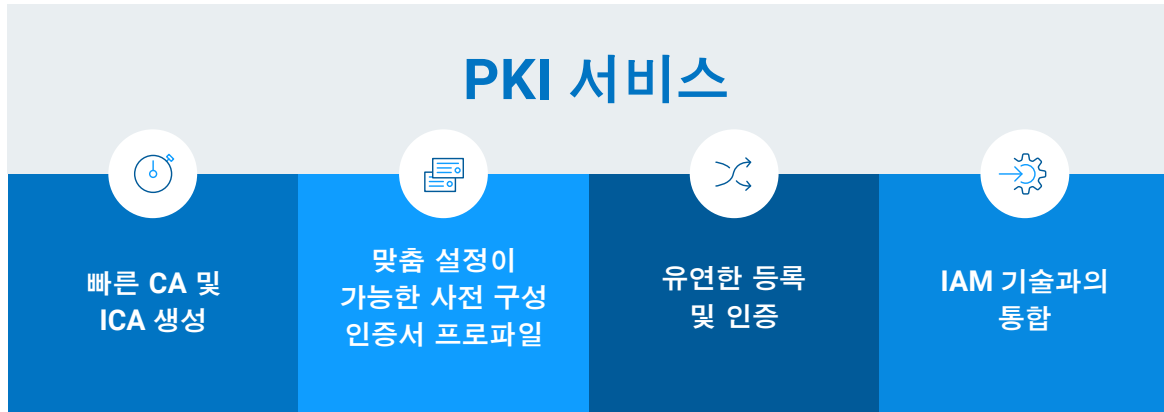 PKI 서비스
빠른 CA 및
ICA 생성
맞춤 설정이
가능한 사전 구성
인증서 프로파일
유연한 등록
및 인증
IAM 기술과의
통합